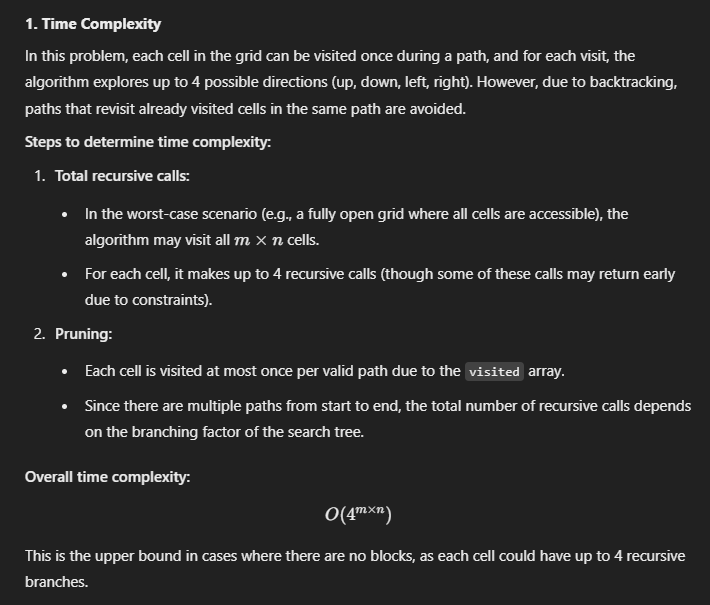 1. Time Complexity
In this problem, each cell in the grid can be visited once during a path, and for each visit, the
algorithm explores up to 4 possible directions (up, down, left, right). However, due to backtracking,
paths that revisit already visited cells in the same path are avoided.
Steps to determine time complexity:
1. Total recursive calls:
• In the worst-case scenario (e.g., a fully open grid where all cells are accessible), the
algorithm may visit all m × n cells.
• For each cell, it makes up to 4 recursive calls (though some of these calls may return early
due to constraints).
2. Pruning:
• Each cell is visited at most once per valid path due to the visited array.
• Since there are multiple paths from start to end, the total number of recursive calls depends
on the branching factor of the search tree.
Overall time complexity:
O(4^{m×n})
This is the upper bound in cases where there are no blocks, as each cell could have up to 4 recursive
branches.